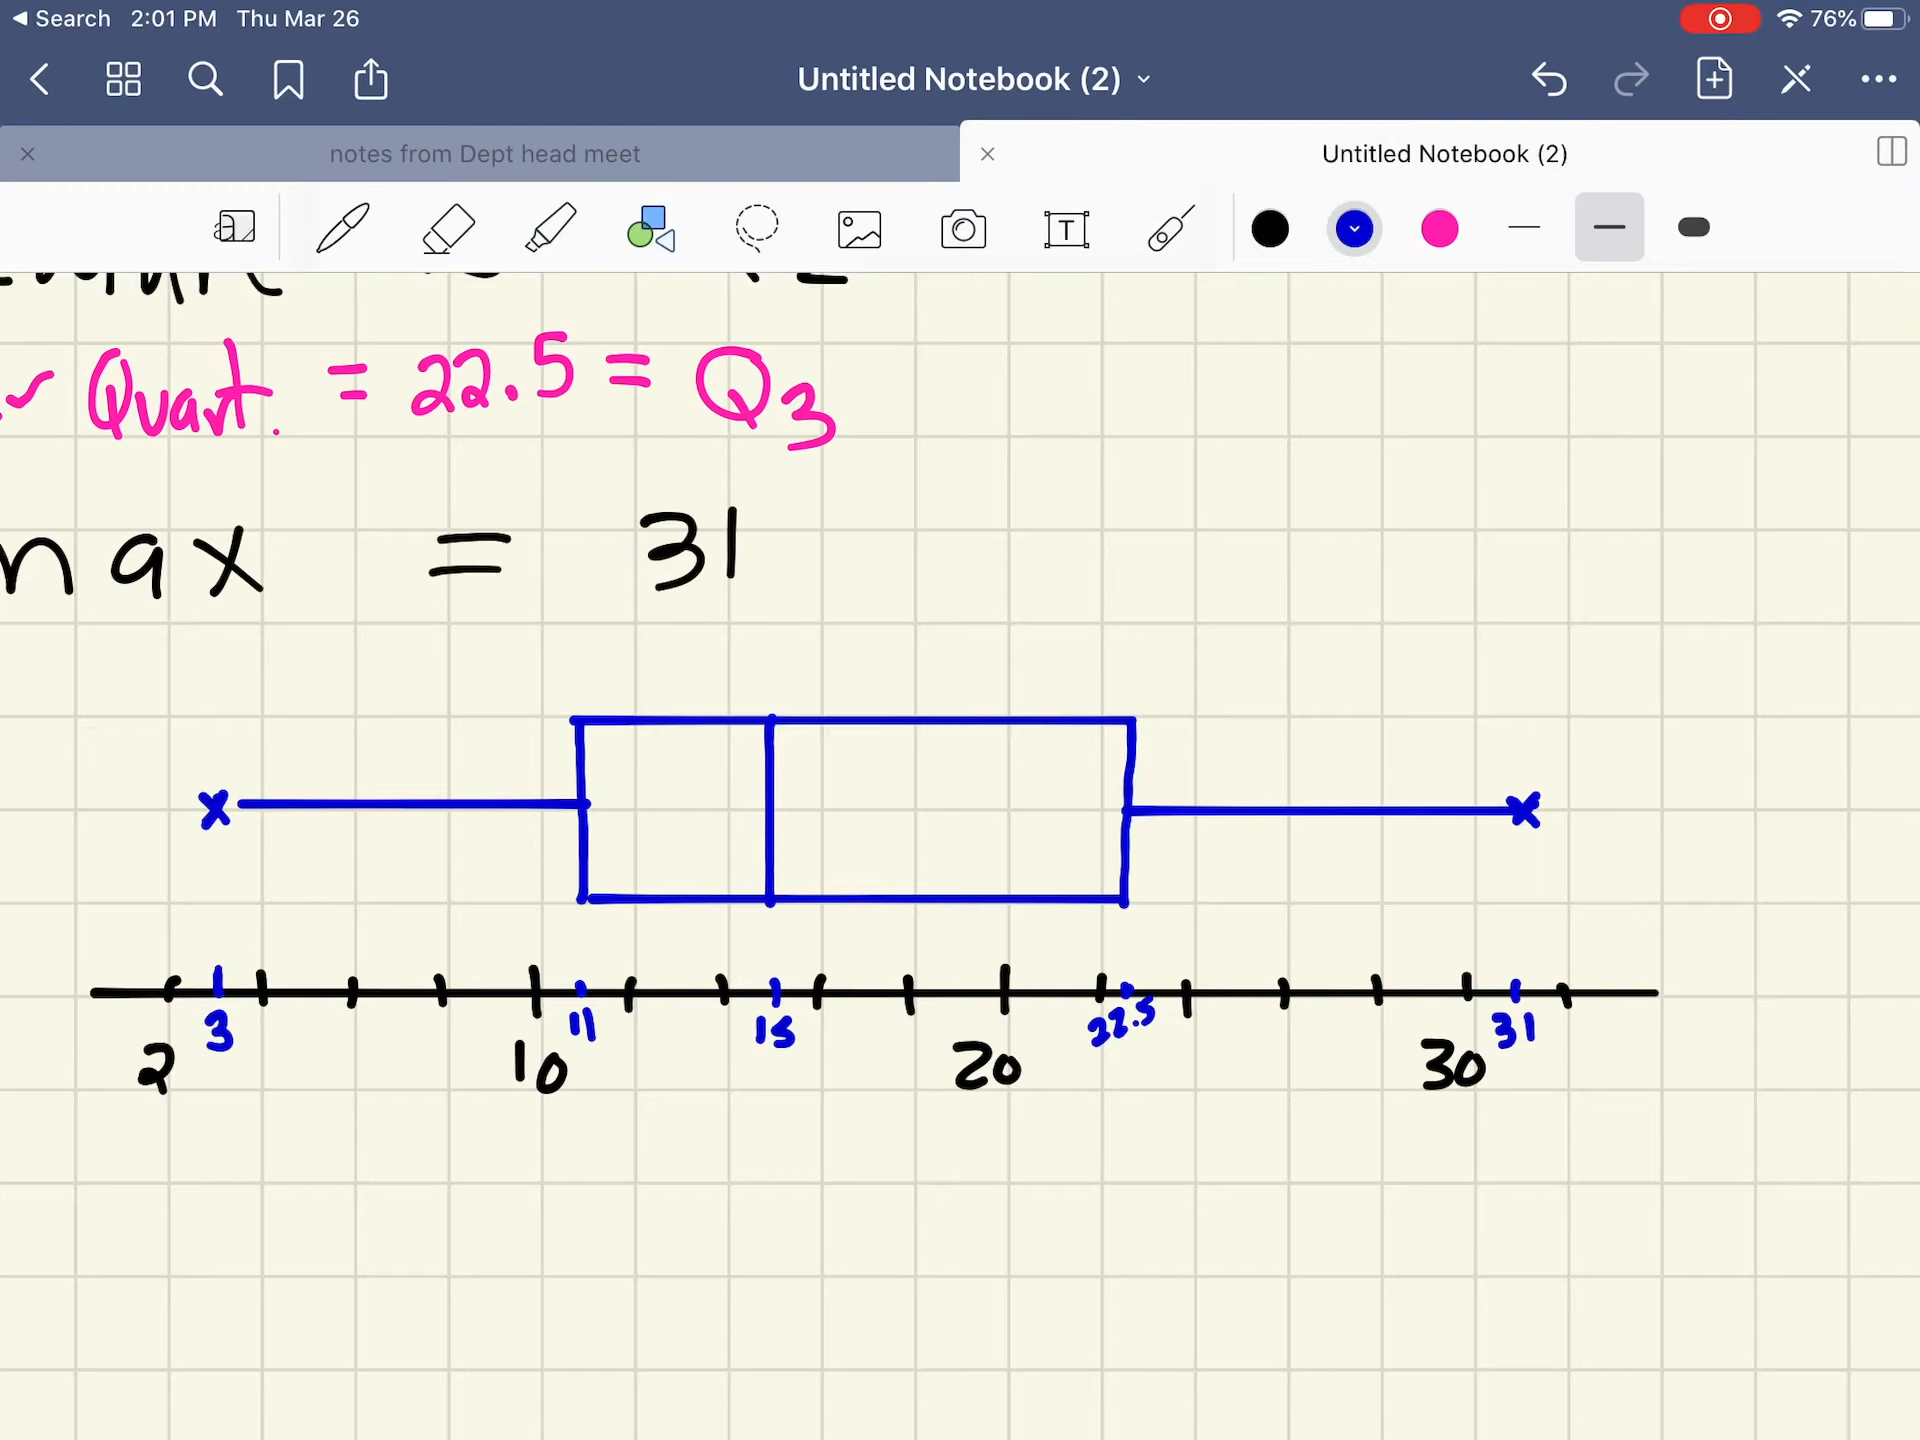 Search 2:01 PM Thu Mar 26 76%
Untitled Notebook (2)
notes from Dept head meet
Untitled Notebook (2)
Quart. = 22.5 = Q3
max = 31
3 11 15 22.5 31
2 10 20 30